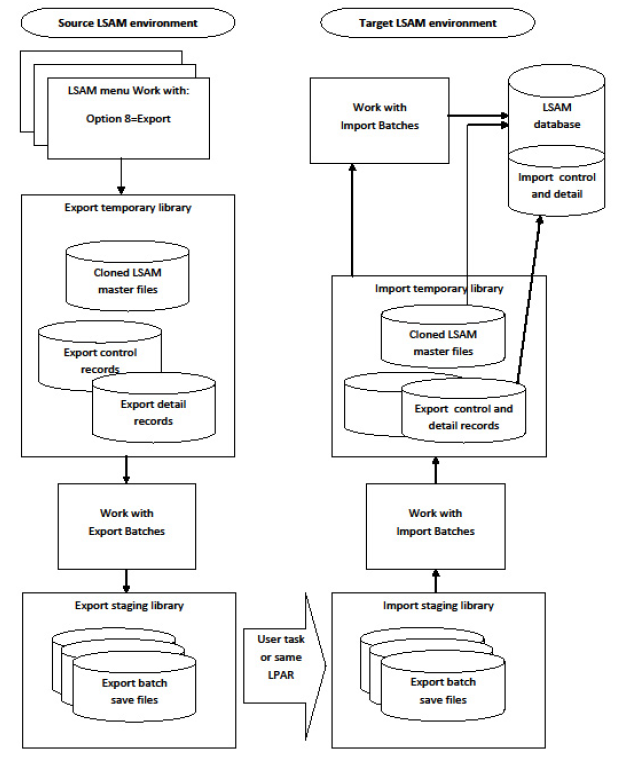 Source LSAM environment
LSAM menu Work with:
Option 8=Export
Export temporary library
Cloned LSAM
master files
Export control
records
Export detail
records
Work with
Export Batches
Export staging library
Export batch
save files
User task
or same
LPAR
Target LSAM environment
Work with
Import Batches
LSAM
database
Import control
and detail
Import temporary library
Cloned LSAM
master files
Export control and
detail records
Work with
Import Batches
Import staging library
Export batch
save files